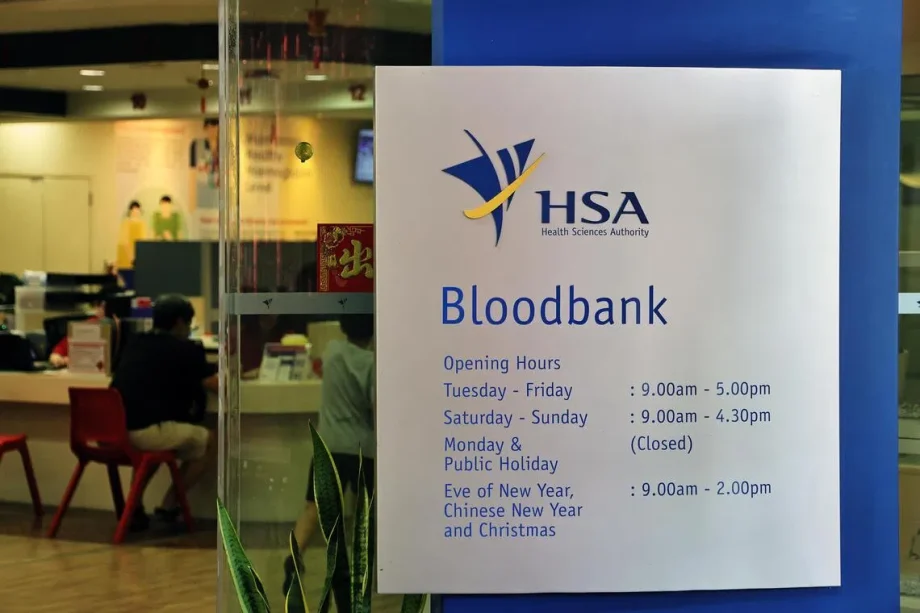 HSA
Health Sciences Authority
Bloodbank
Opening Hours
Tuesday - Friday : 9.00am - 5.00pm
Saturday - Sunday : 9.00am - 4.30pm
Monday & (Closed)
Public Holiday
Eve of New Year, : 9.00am - 2.00pm
Chinese New Year
and Christmas
出